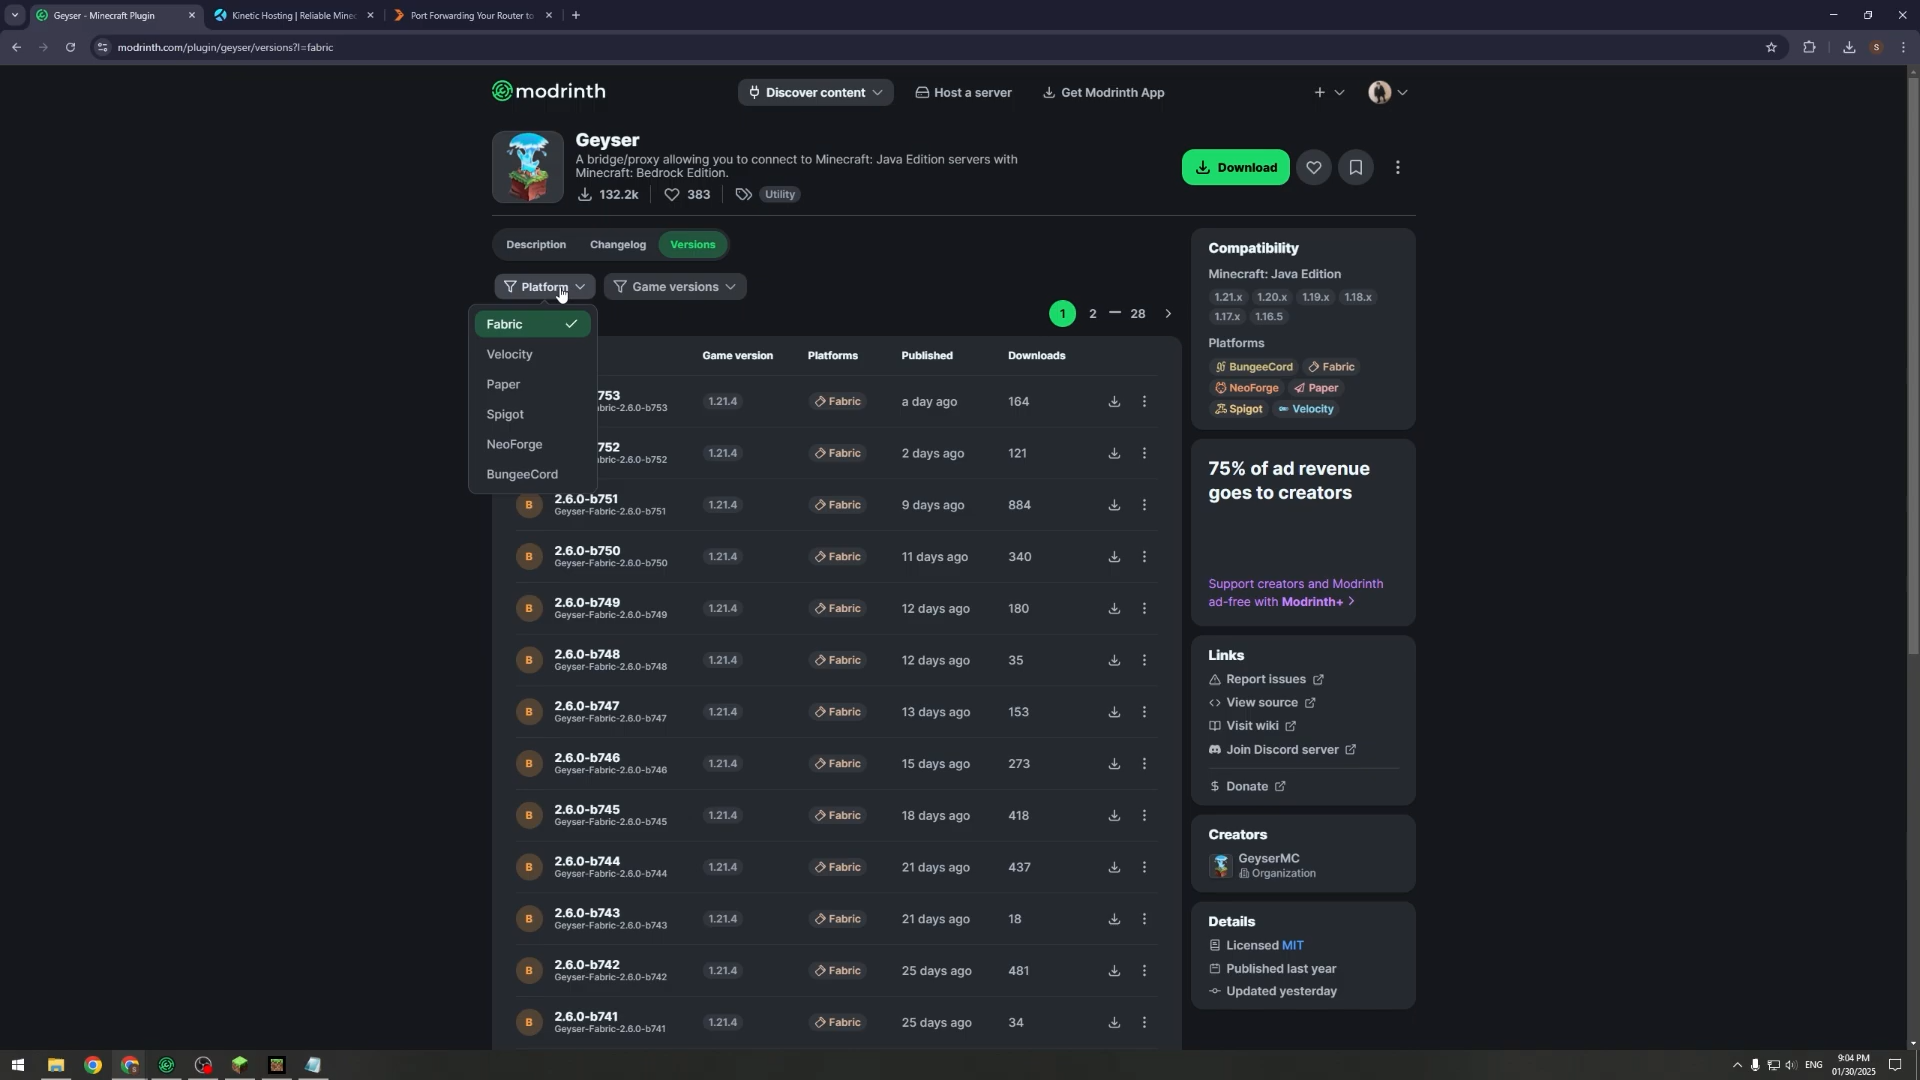 Geyser - Minecraft Plugin
Kinetic Hosting | Reliable Mine
Port Forwarding Your Router to
modrinth.com/plugin/geyser/versions?l=fabric
S
modrinth
Discover content
Host a server
Get Modrinth App
Geyser
A bridge/proxy allowing you to connect to Minecraft: Java Edition servers with
Minecraft: Bedrock Edition.
132.2k
383
Utility
Download
Description
Changelog
Versions
Platform
Game versions
Fabric
Velocity
Paper
Spigot
NeoForge
BungeeCord
1
2
28
Game version
Platforms
Published
Downloads
753
abric-2.6.0-b753
1.21.4
Fabric
a day ago
164
752
abric-2.6.0-b752
1.21.4
Fabric
2 days ago
121
B
2.6.0-b751
Geyser-Fabric-2.6.0-b751
1.21.4
Fabric
9 days ago
884
B
2.6.0-b750
Geyser-Fabric-2.6.0-b750
1.21.4
Fabric
11 days ago
340
B
2.6.0-b749
Geyser-Fabric-2.6.0-b749
1.21.4
Fabric
12 days ago
180
B
2.6.0-b748
Geyser-Fabric-2.6.0-b748
1.21.4
Fabric
12 days ago
35
B
2.6.0-b747
Geyser-Fabric-2.6.0-b747
1.21.4
Fabric
13 days ago
153
B
2.6.0-b746
Geyser-Fabric-2.6.0-b746
1.21.4
Fabric
15 days ago
273
B
2.6.0-b745
Geyser-Fabric-2.6.0-b745
1.21.4
Fabric
18 days ago
418
B
2.6.0-b744
Geyser-Fabric-2.6.0-b744
1.21.4
Fabric
21 days ago
437
B
2.6.0-b743
Geyser-Fabric-2.6.0-b743
1.21.4
Fabric
21 days ago
18
B
2.6.0-b742
Geyser-Fabric-2.6.0-b742
1.21.4
Fabric
25 days ago
481
B
2.6.0-b741
Geyser-Fabric-2.6.0-b741
1.21.4
Fabric
25 days ago
34
Compatibility
Minecraft: Java Edition
1.21.x 1.20.x 1.19.x 1.18.x
1.17.x 1.16.5
Platforms
BungeeCord Fabric
NeoForge Paper
Spigot Velocity
75% of ad revenue
goes to creators
Support creators and Modrinth
ad-free with Modrinth+
Links
Report issues
View source
Visit wiki
Join Discord server
$ Donate
Creators
GeyserMC
Organization
Details
Licensed MIT
Published last year
Updated yesterday
ENG
9:04 PM
01/30/2025